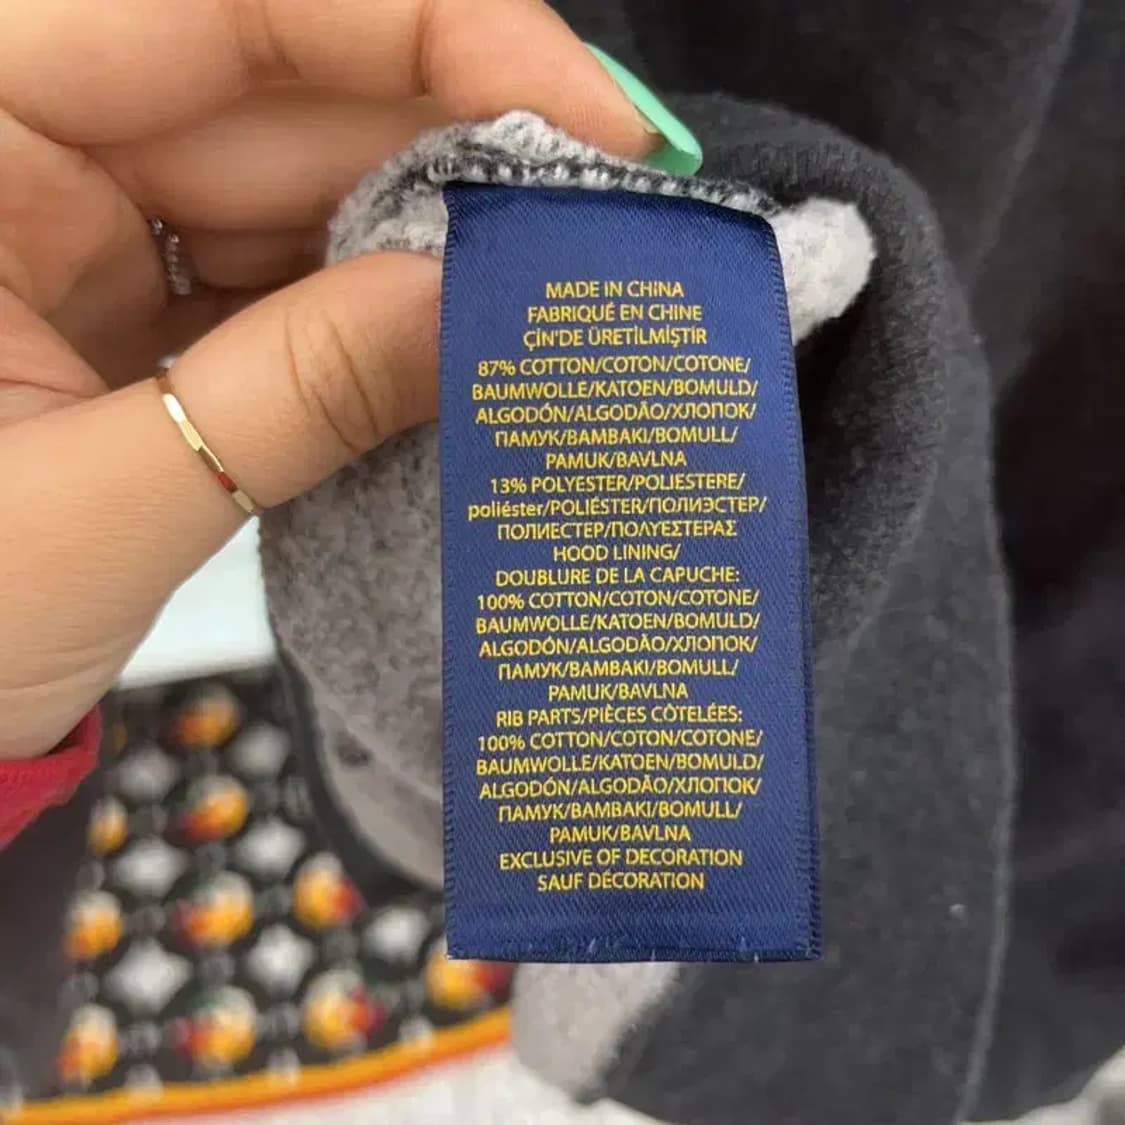 MADE IN CHINA
FABRIQUÉ EN CHINE
ÇİN'DE ÜRETİLMİŞTİR
87% COTTON/COTON/COTONE/
BAUMWOLLE/KATOEN/BOMULD/
ALGODÓN/ALGODÃO/ХЛОПОК/
ПАМУК/ΒΑΜΒΑΚΙ/BOMULL/
PAMUK/BAVLNA
13% POLYESTER/POLIESTERE/
poliéster/POLIÉSTER/ПОЛИЭСТЕР/
ПОЛИЕСТЕР/ΠΟΛΥΕΣΤΕΡΑΣ
HOOD LINING/
DOUBLURE DE LA CAPUCHE:
100% COTTON/COTON/COTONE/
BAUMWOLLE/KATOEN/BOMULD/
ALGODÓN/ALGODÃO/ХЛОПОК/
ПАМУК/ΒΑΜΒΑΚΙ/BOMULL/
PAMUK/BAVLNA
RIB PARTS/PIÈCES CÔTELÉES:
100% COTTON/COTON/COTONE/
BAUMWOLLE/KATOEN/BOMULD/
ALGODÓN/ALGODÃO/ХЛОПОК/
ПАМУК/ΒΑΜΒΑΚΙ/BOMULL/
PAMUK/BAVLNA
EXCLUSIVE OF DECORATION
SAUF DÉCORATION